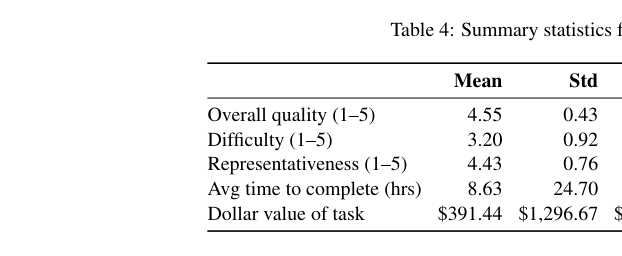 Table 4: Summary statistics f
Mean Std
Overall quality (1–5) 4.55 0.43
Difficulty (1–5) 3.20 0.92
Representativeness (1–5) 4.43 0.76
Avg time to complete (hrs) 8.63 24.70
Dollar value of task $391.44 $1,296.67 $